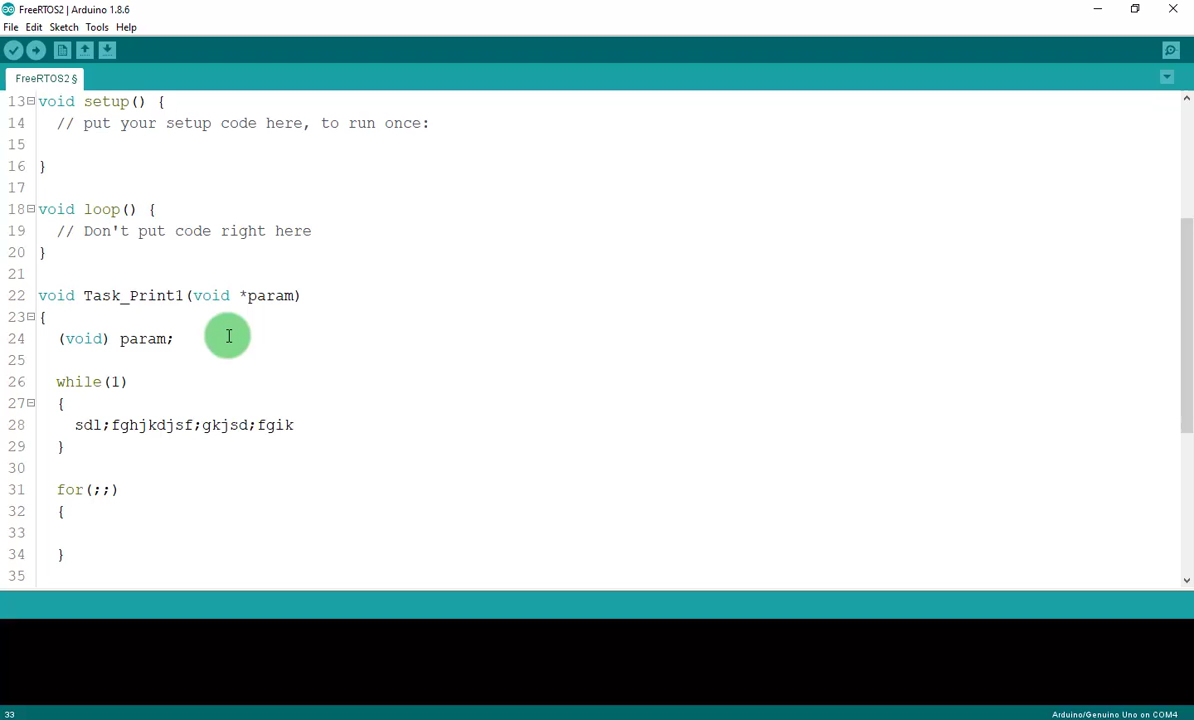 FreeRTOS2 | Arduino 1.8.6
File Edit Sketch Tools Help
FreeRTOS2 §
13 void setup() {
14 // put your setup code here, to run once:
15
16 }
17
18 void loop() {
19 // Don't put code right here
20 }
21
22 void Task_Print1(void *param)
23 {
24 (void) param;
25
26 while(1)
27 {
28 sdl;fghjkdjsf;gkjsd;fgik
29 }
30
31 for(;;)
32 {
33
34 }
35
33 Arduino/Genuino Uno on COM4